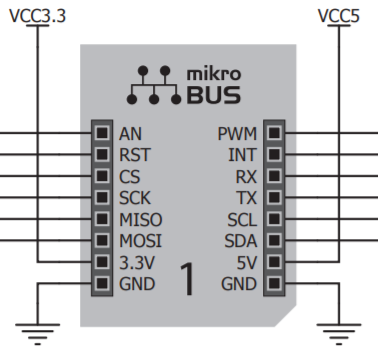 VCC3.3 VCC5
mikro
BUS
AN PWM
RST INT
CS RX
SCK TX
MISO SCL
MOSI SDA
3.3V 5V
GND 1 GND